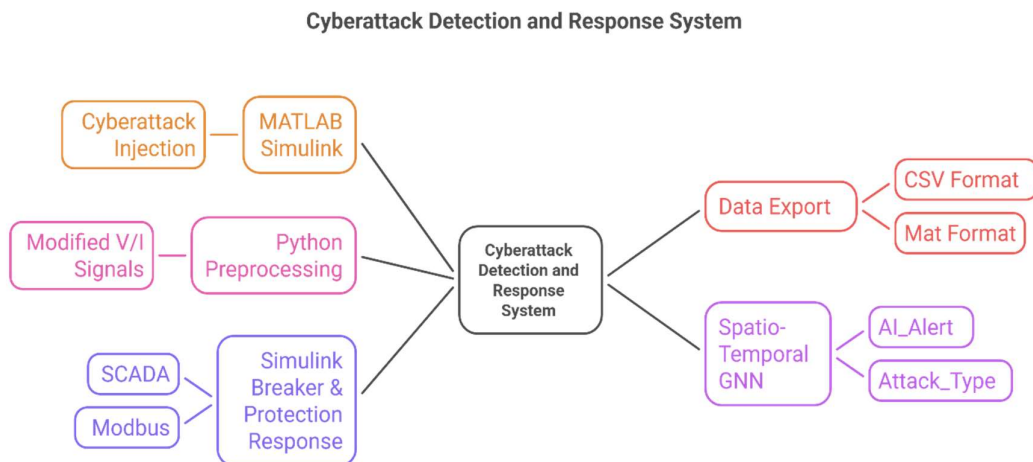 Cyberattack Detection and Response System
Cyberattack
Injection
MATLAB
Simulink
Modified V/I
Signals
Python
Preprocessing
SCADA
Modbus
Simulink
Breaker &
Protection
Response
Cyberattack
Detection and
Response
System
Data Export
CSV Format
Mat Format
Spatio-
Temporal
GNN
AI_Alert
Attack_Type